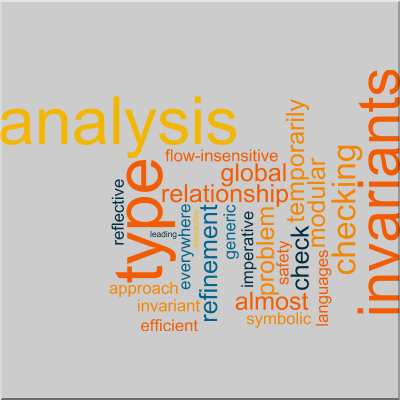 analysis
invariants
type
flow-insensitive
global
relationship
temporarily
modular
checking
reflective
leading
everywhere
refinement
generic
imperative
problem
safety
check
languages
approach
invariant
efficient
almost
symbolic